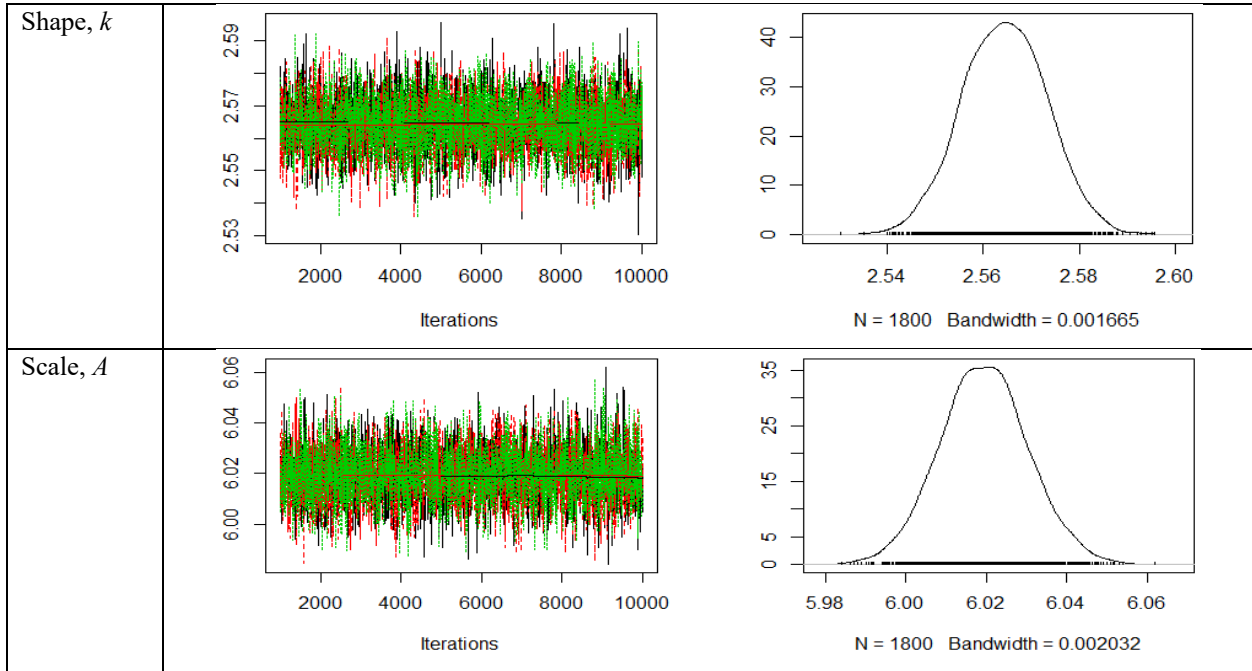 Shape, k
2.53 2.55 2.57 2.59
2000 4000 6000 8000 10000
Iterations
0 10 20 30 40
2.54 2.56 2.58 2.60
N = 1800 Bandwidth = 0.001665
Scale, A
6.00 6.02 6.04 6.06
2000 4000 6000 8000 10000
Iterations
0 5 15 25 35
5.98 6.00 6.02 6.04 6.06
N = 1800 Bandwidth = 0.002032